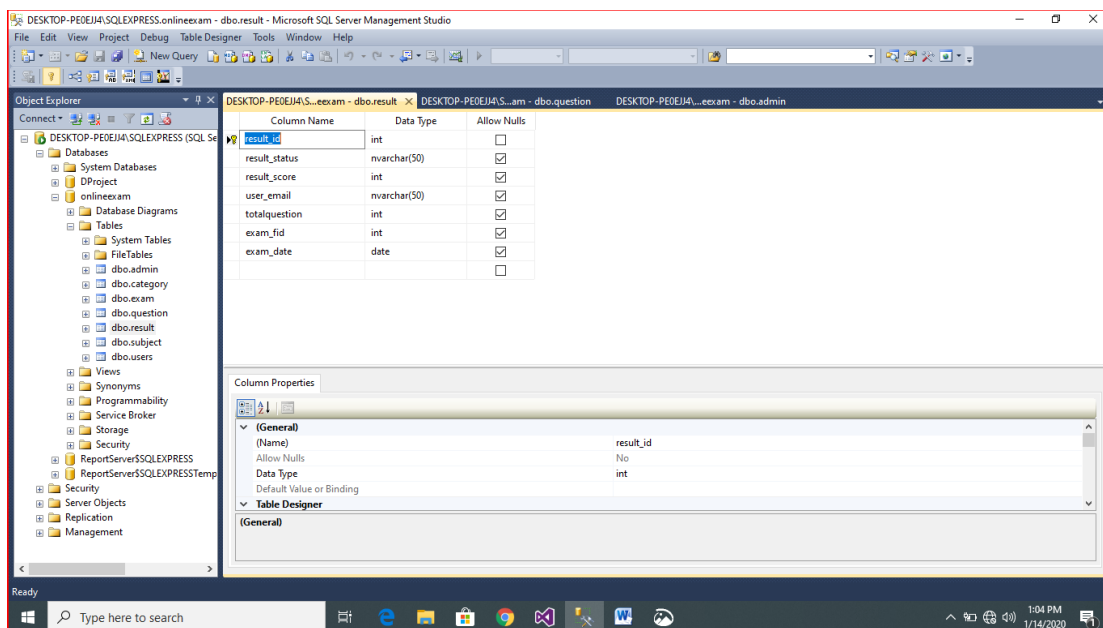 DESKTOP-PE0EJJ4\SQLEXPRESS.onlineexam - dbo.result - Microsoft SQL Server Management Studio
File Edit View Project Debug Table Designer Tools Window Help
New Query
Object Explorer
Connect
DESKTOP-PE0EJJ4\SQLEXPRESS (SQL Se
Databases
System Databases
DProject
onlineexam
Database Diagrams
Tables
System Tables
FileTables
dbo.admin
dbo.category
dbo.exam
dbo.question
dbo.result
dbo.subject
dbo.users
Views
Synonyms
Programmability
Service Broker
Storage
Security
ReportServer$SQLEXPRESS
ReportServer$SQLEXPRESSTemp
Security
Server Objects
Replication
Management
DESKTOP-PE0EJJ4\S...eexam - dbo.result DESKTOP-PE0EJJ4\S...am - dbo.question DESKTOP-PE0EJJ4\...eexam - dbo.admin
Column Name Data Type Allow Nulls
result_id int
result_status nvarchar(50)
result_score int
user_email nvarchar(50)
totalquestion int
exam_fid int
exam_date date
Column Properties
(General)
(Name) result_id
Allow Nulls No
Data Type int
Default Value or Binding
Table Designer
(General)
Ready
Type here to search
1:04 PM
1/14/2020